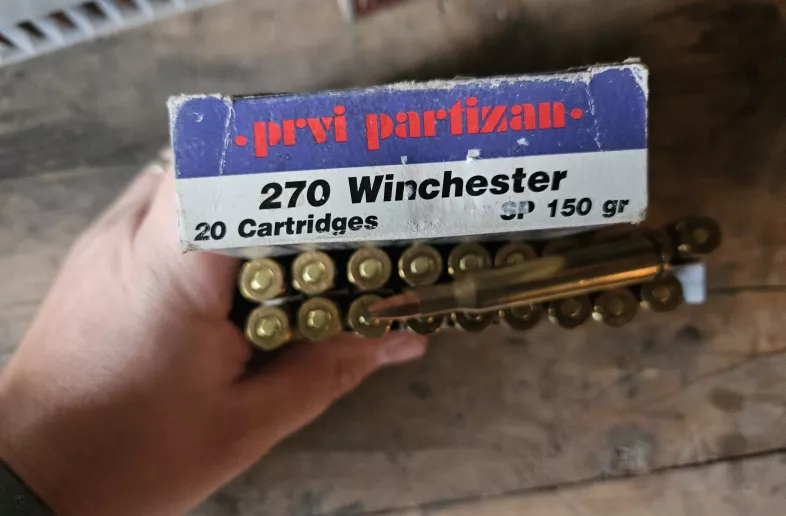 ·prvi partizan·
270 Winchester
20 Cartridges SP 150 gr